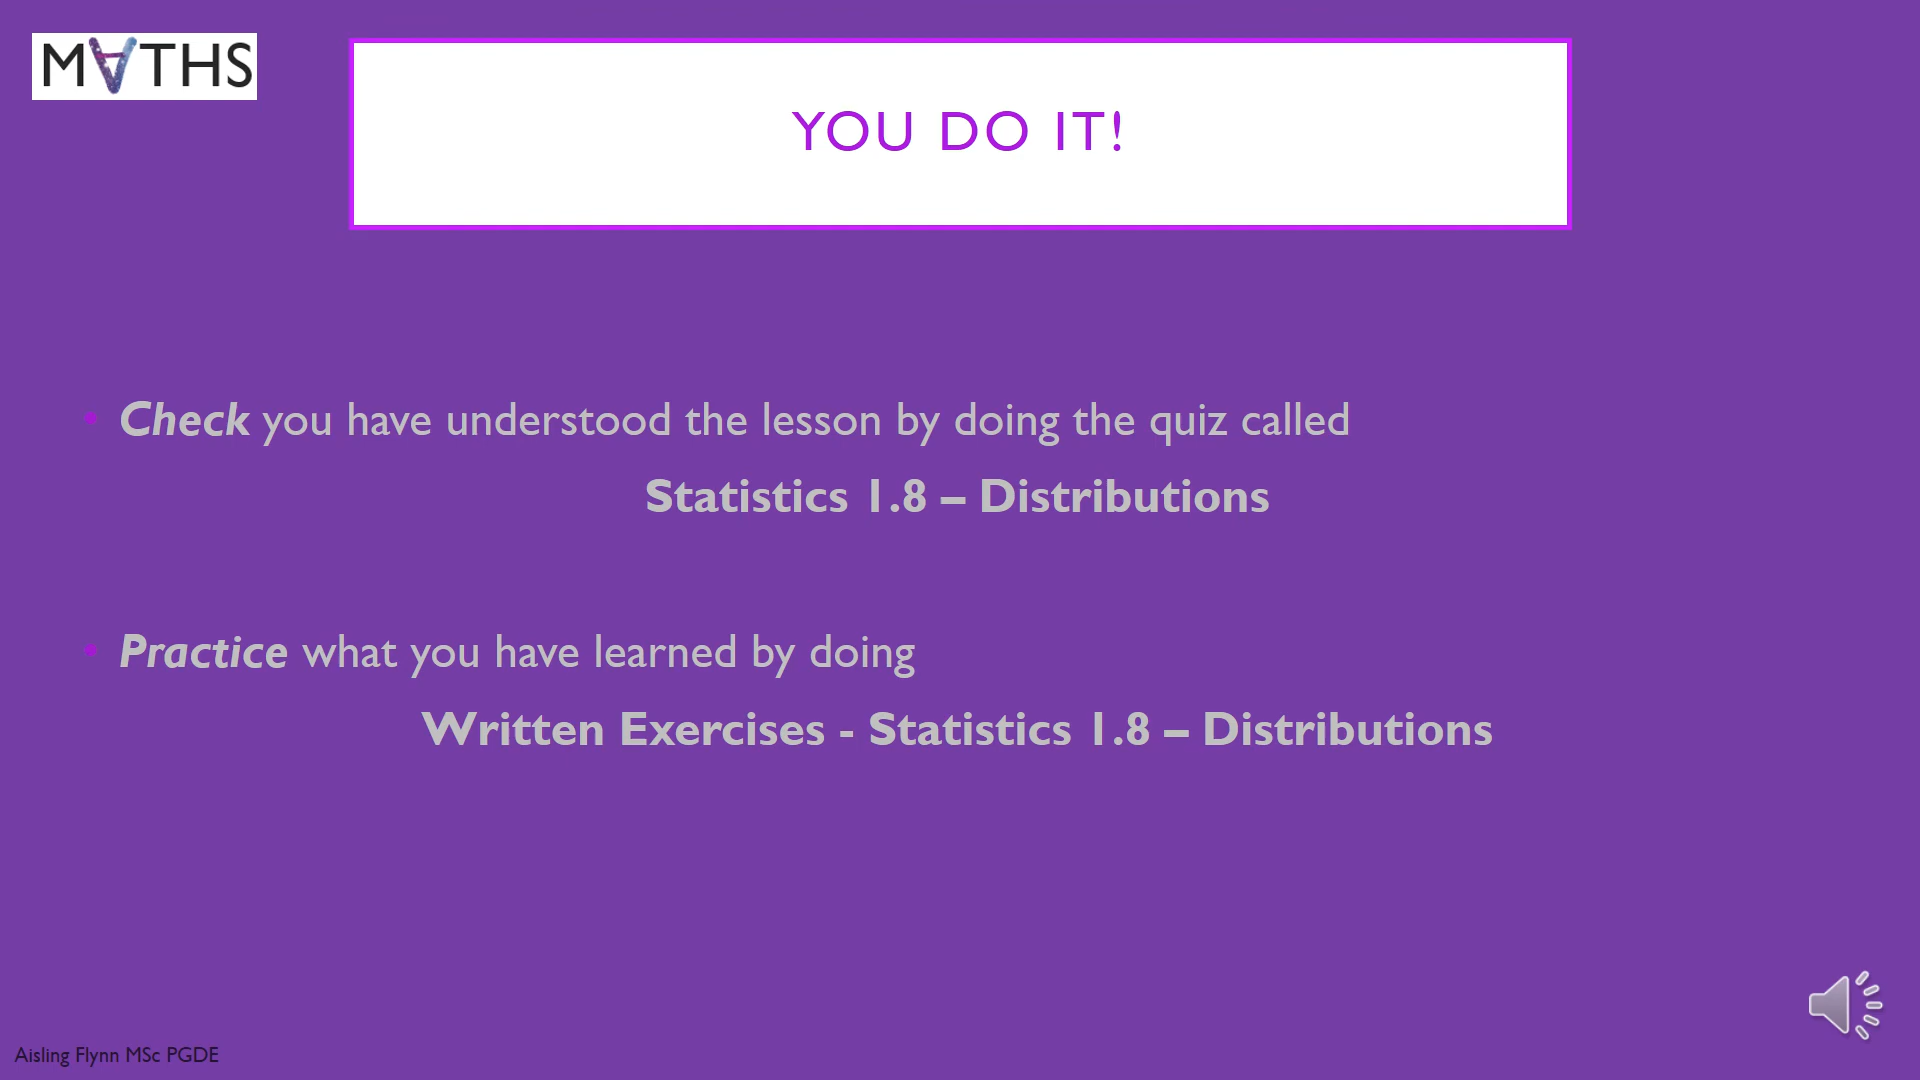 M∀THS
YOU DO IT!
• Check you have understood the lesson by doing the quiz called
Statistics 1.8 – Distributions
• Practice what you have learned by doing
Written Exercises - Statistics 1.8 – Distributions
Aisling Flynn MSc PGDE